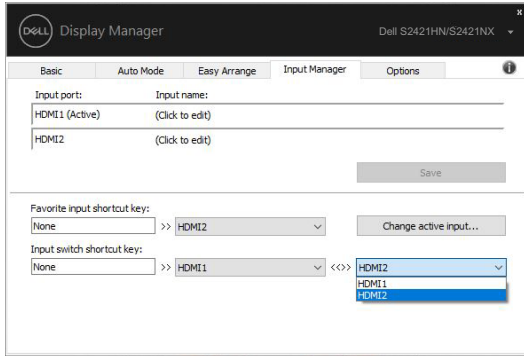 DELL Display Manager Dell S2421HN/S2421NX
Basic Auto Mode Easy Arrange Input Manager Options
Input port: Input name:
HDMI1 (Active) (Click to edit)
HDMI2 (Click to edit)
Save
Favorite input shortcut key:
None >> HDMI2 Change active input...
Input switch shortcut key:
None >> HDMI1 <<>> HDMI2
HDMI1
HDMI2